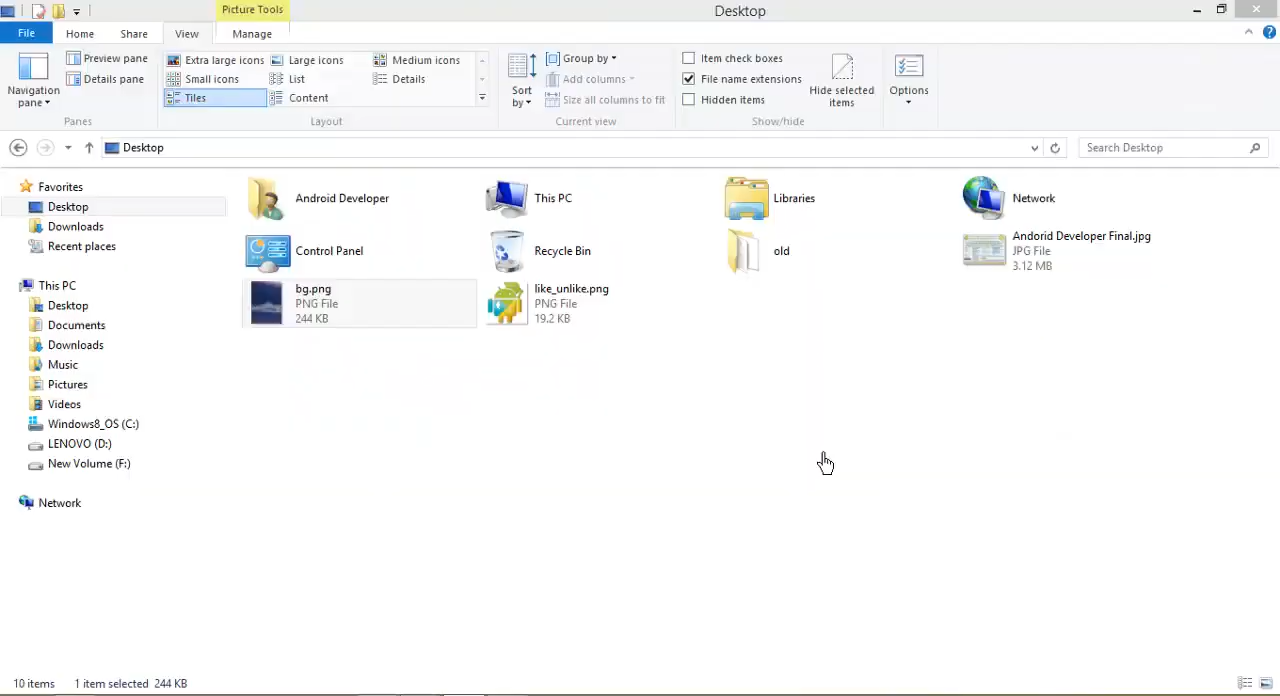 Picture Tools
Desktop
File
Home
Share
View
Manage
Navigation
pane
Preview pane
Details pane
Panes
Extra large icons
Large icons
Medium icons
Small icons
List
Details
Tiles
Content
Layout
Sort
by
Group by
Add columns
Size all columns to fit
Current view
Item check boxes
File name extensions
Hidden items
Hide selected
items
Show/hide
Options
Desktop
Search Desktop
Favorites
Desktop
Downloads
Recent places
This PC
Desktop
Documents
Downloads
Music
Pictures
Videos
Windows8_OS (C:)
LENOVO (D:)
New Volume (F:)
Network
Android Developer
This PC
Libraries
Network
Control Panel
Recycle Bin
old
Andorid Developer Final.jpg
JPG File
3.12 MB
bg.png
PNG File
244 KB
like_unlike.png
PNG File
19.2 KB
10 items
1 item selected 244 KB